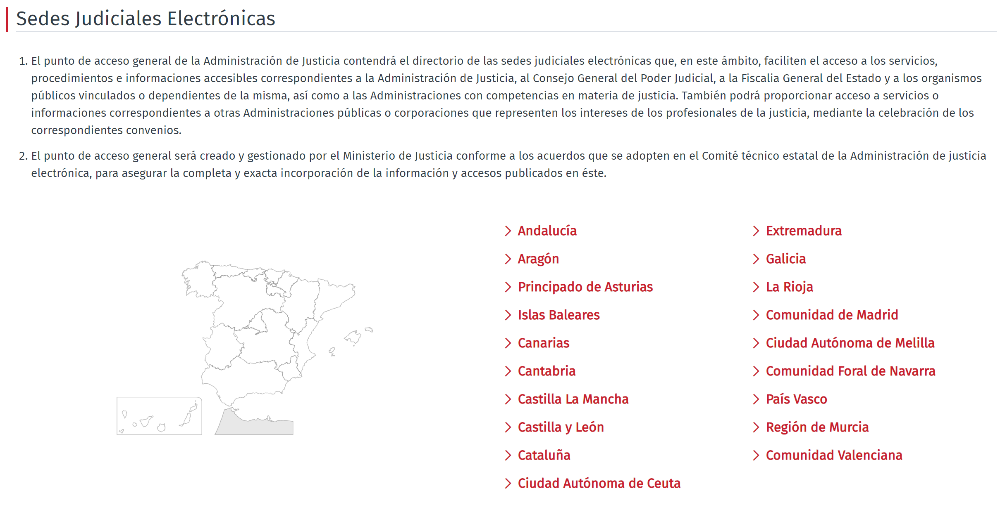 Sedes Judiciales Electrónicas
1. El punto de acceso general de la Administración de Justicia contendrá el directorio de las sedes judiciales electrónicas que, en este ámbito, faciliten el acceso a los servicios,
procedimientos e informaciones accesibles correspondientes a la Administración de Justicia, al Consejo General del Poder Judicial, a la Fiscalia General del Estado y a los organismos
públicos vinculados o dependientes de la misma, así como a las Administraciones con competencias en materia de justicia. También podrá proporcionar acceso a servicios o
informaciones correspondientes a otras Administraciones públicas o corporaciones que representen los intereses de los profesionales de la justicia, mediante la celebración de los
correspondientes convenios.
2. El punto de acceso general será creado y gestionado por el Ministerio de Justicia conforme a los acuerdos que se adopten en el Comité técnico estatal de la Administración de justicia
electrónica, para asegurar la completa y exacta incorporación de la información y accesos publicados en éste.
Andalucía
Aragón
Principado de Asturias
Islas Baleares
Canarias
Cantabria
Castilla La Mancha
Castilla y León
Cataluña
Ciudad Autónoma de Ceuta
Extremadura
Galicia
La Rioja
Comunidad de Madrid
Ciudad Autónoma de Melilla
Comunidad Foral de Navarra
País Vasco
Región de Murcia
Comunidad Valenciana